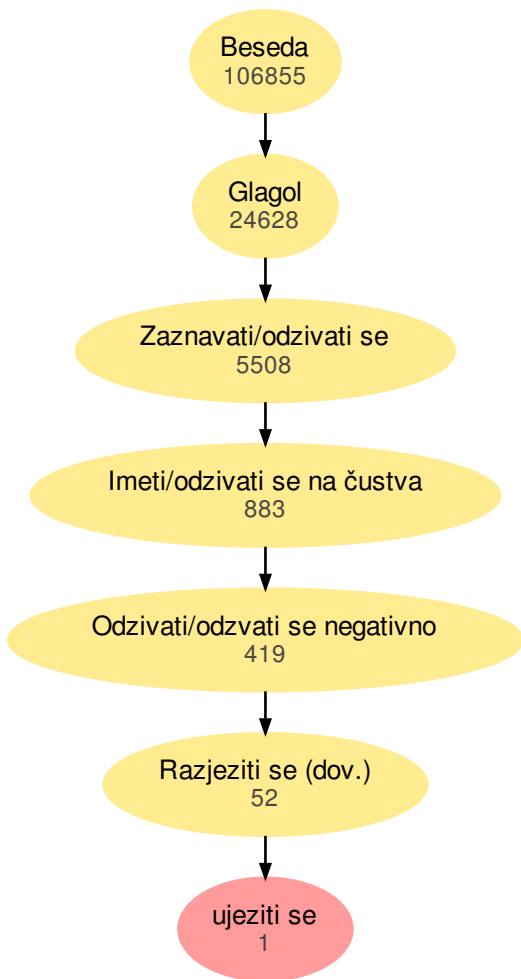 Beseda
106855
Glagol
24628
Zaznavati/odzivati se
5508
Imeti/odzivati se na čustva
883
Odzivati/odzvati se negativno
419
Razjeziti se (dov.)
52
ujeziti se
1